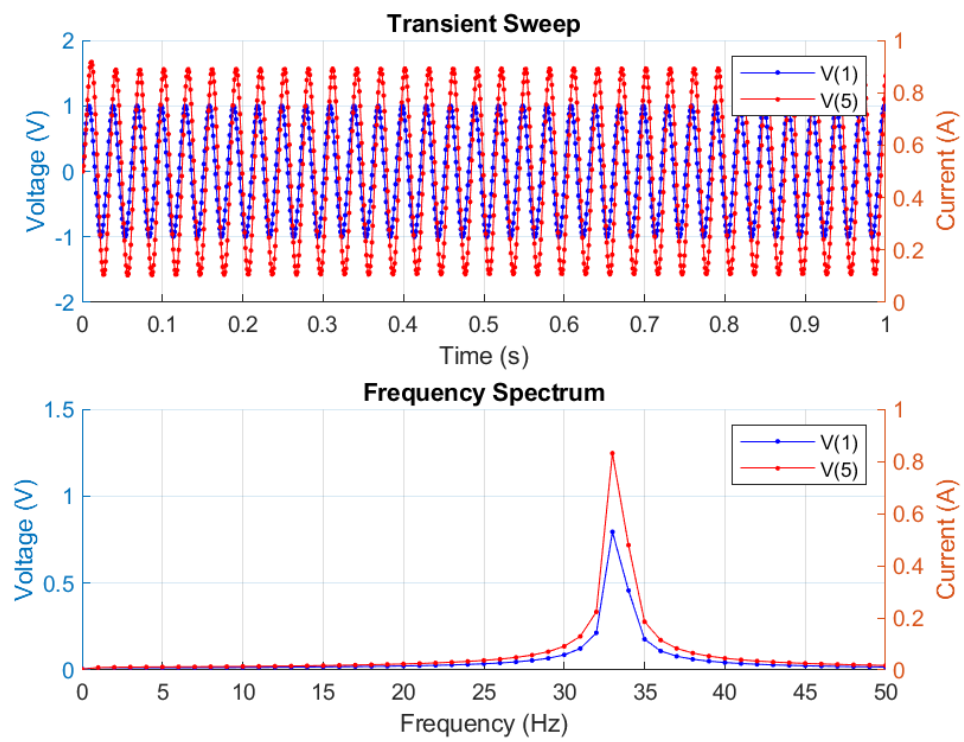 Transient Sweep
2
1
0
-1
-2
Voltage (V)
1
0.8
0.6
0.4
0.2
0
Current (A)
V(1)
V(5)
0 0.1 0.2 0.3 0.4 0.5 0.6 0.7 0.8 0.9 1
Time (s)
Frequency Spectrum
1.5
1
0.5
0
Voltage (V)
1
0.8
0.6
0.4
0.2
0
Current (A)
V(1)
V(5)
0 5 10 15 20 25 30 35 40 45 50
Frequency (Hz)